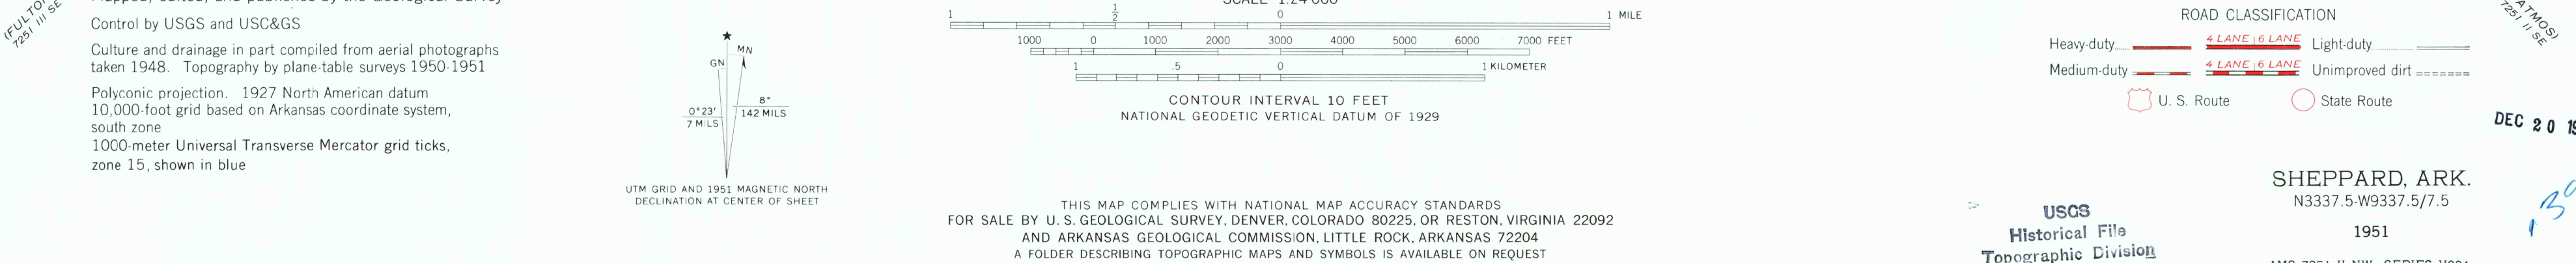 (FULTON)
7251 III SE
Control by USGS and USC&GS
Culture and drainage in part compiled from aerial photographs
taken 1948. Topography by plane-table surveys 1950-1951
Polyconic projection. 1927 North American datum
10,000-foot grid based on Arkansas coordinate system,
south zone
1000-meter Universal Transverse Mercator grid ticks,
zone 15, shown in blue
MN
GN
8°
0°23′
142 MILS
7 MILS
UTM GRID AND 1951 MAGNETIC NORTH
DECLINATION AT CENTER OF SHEET
SCALE 1:24 000
1 1/2 0 1 MILE
1000 0 1000 2000 3000 4000 5000 6000 7000 FEET
1 .5 0 1 KILOMETER
CONTOUR INTERVAL 10 FEET
NATIONAL GEODETIC VERTICAL DATUM OF 1929
THIS MAP COMPLIES WITH NATIONAL MAP ACCURACY STANDARDS
FOR SALE BY U. S. GEOLOGICAL SURVEY, DENVER, COLORADO 80225, OR RESTON, VIRGINIA 22092
AND ARKANSAS GEOLOGICAL COMMISSION, LITTLE ROCK, ARKANSAS 72204
A FOLDER DESCRIBING TOPOGRAPHIC MAPS AND SYMBOLS IS AVAILABLE ON REQUEST
ROAD CLASSIFICATION
Heavy-duty 4 LANE 6 LANE Light-duty
Medium-duty 4 LANE 6 LANE Unimproved dirt
U. S. Route State Route
7251 II SE
DEC 20 19
SHEPPARD, ARK.
N3337.5-W9337.5/7.5
1951
USGS
Historical File
Topographic Division